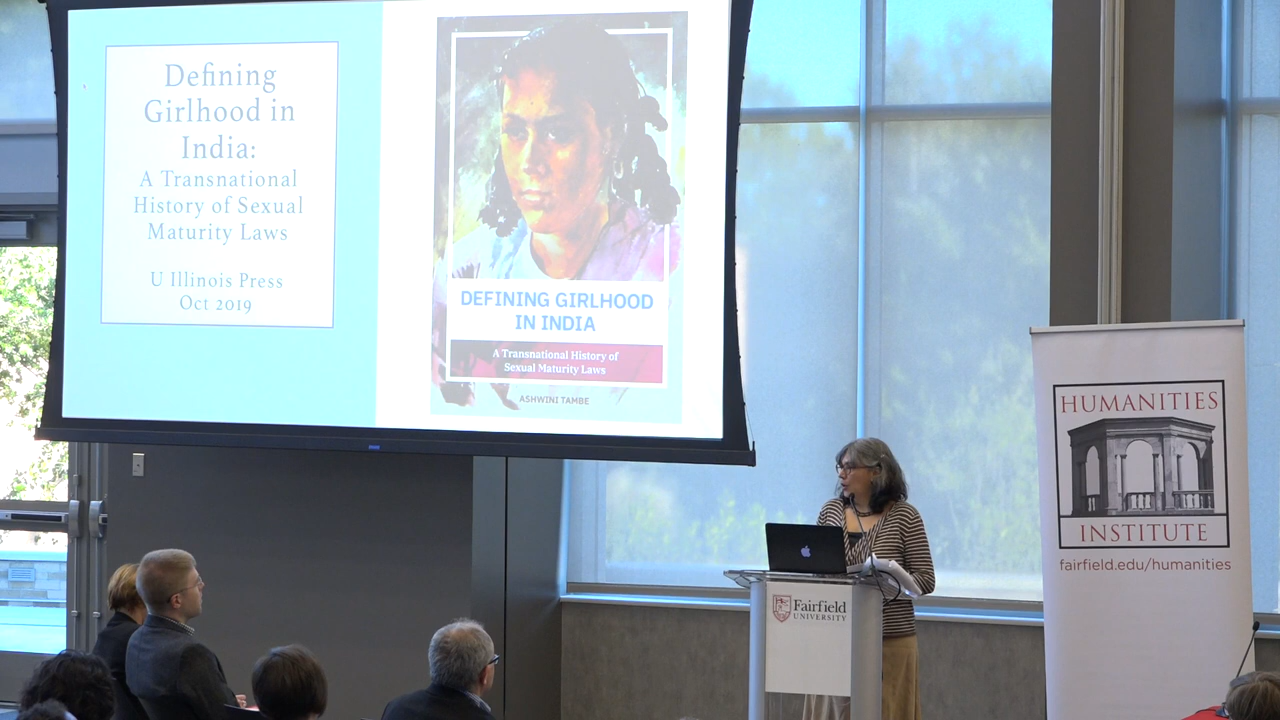 Defining
Girlhood in
India:
A Transnational
History of Sexual
Maturity Laws
U Illinois Press
Oct 2019
DEFINING GIRLHOOD
IN INDIA
A Transnational History of
Sexual Maturity Laws
ASHWINI TAMBE
HUMANITIES
INSTITUTE
fairfield.edu/humanities
Fairfield
UNIVERSITY